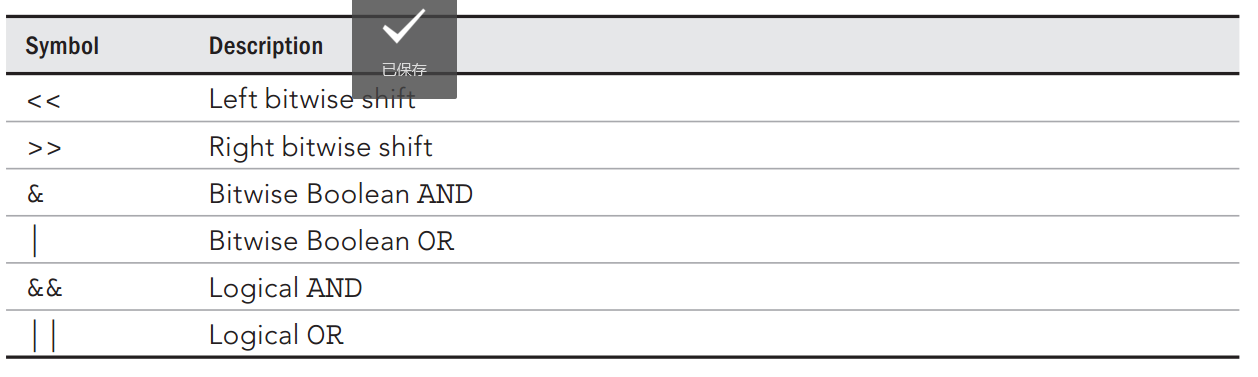 Symbol Description
已保存
<< Left bitwise shift
>> Right bitwise shift
& Bitwise Boolean AND
| Bitwise Boolean OR
&& Logical AND
|| Logical OR